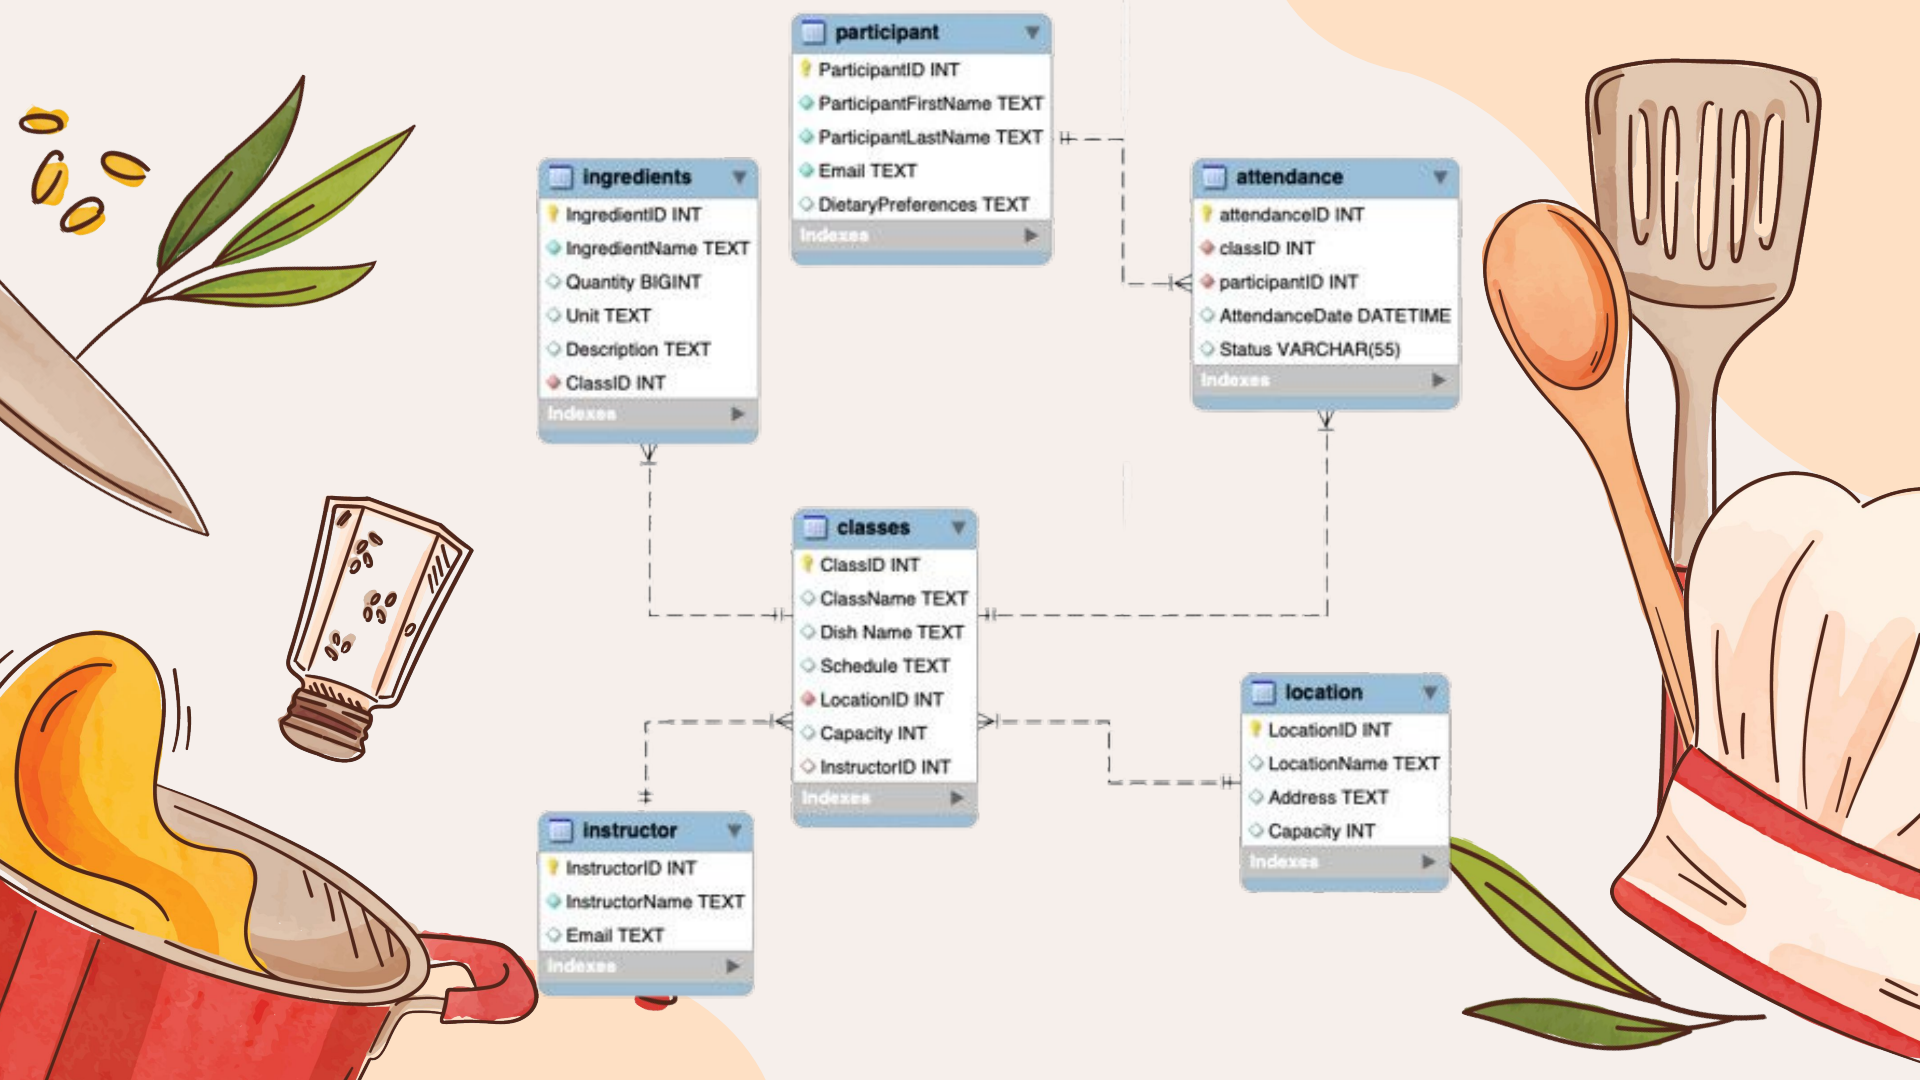 participant
ParticipantID INT
ParticipantFirstName TEXT
ParticipantLastName TEXT
Email TEXT
DietaryPreferences TEXT
Indexes
ingredients
IngredientID INT
IngredientName TEXT
Quantity BIGINT
Unit TEXT
Description TEXT
ClassID INT
Indexes
attendance
attendanceID INT
classID INT
participantID INT
AttendanceDate DATETIME
Status VARCHAR(55)
Indexes
classes
ClassID INT
ClassName TEXT
Dish Name TEXT
Schedule TEXT
LocationID INT
Capacity INT
InstructorID INT
Indexes
location
LocationID INT
LocationName TEXT
Address TEXT
Capacity INT
Indexes
instructor
InstructorID INT
InstructorName TEXT
Email TEXT
Indexes